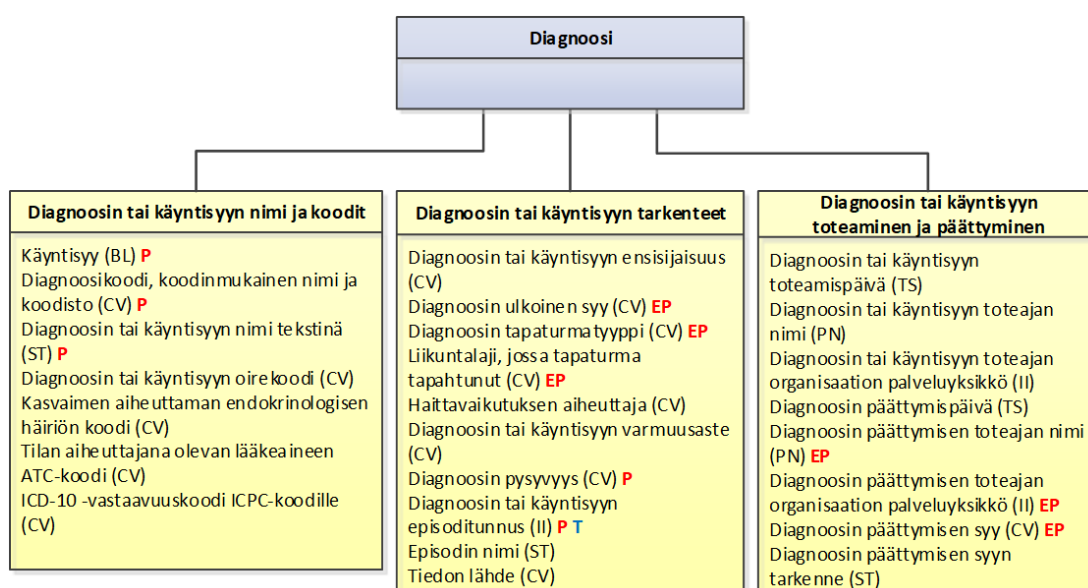 Diagnoosi
Diagnoosin tai käyntisyyn nimi ja koodit
Käyntisyy (BL) P
Diagnoosikoodi, koodinmukainen nimi ja
koodisto (CV) P
Diagnoosin tai käyntisyyn nimi tekstinä
(ST) P
Diagnoosin tai käyntisyyn oirekoodi (CV)
Kasvaimen aiheuttaman endokrinologisen
häiriön koodi (CV)
Tilan aiheuttajana olevan lääkeaineen
ATC-koodi (CV)
ICD-10 -vastaavuuskoodi ICPC-koodille
(CV)
Diagnoosin tai käyntisyyn tarkenteet
Diagnoosin tai käyntisyyn ensisijaisuus
(CV)
Diagnoosin ulkoinen syy (CV) EP
Diagnoosin tapaturmatyyppi (CV) EP
Liikuntalaji, jossa tapaturma
tapahtunut (CV) EP
Haittavaikutuksen aiheuttaja (CV)
Diagnoosin tai käyntisyyn varmuusaste
(CV)
Diagnoosin pysyvyys (CV) P
Diagnoosin tai käyntisyyn
episoditunnus (II) P T
Episodin nimi (ST)
Tiedon lähde (CV)
Diagnoosin tai käyntisyyn
toteaminen ja päättyminen
Diagnoosin tai käyntisyyn
toteamispäivä (TS)
Diagnoosin tai käyntisyyn toteajan
nimi (PN)
Diagnoosin tai käyntisyyn toteajan
organisaation palveluyksikkö (II)
Diagnoosin päättymispäivä (TS)
Diagnoosin päättymisen toteajan nimi
(PN) EP
Diagnoosin päättymisen toteajan
organisaation palveluyksikkö (II) EP
Diagnoosin päättymisen syy (CV) EP
Diagnoosin päättymisen syyn
tarkenne (ST)